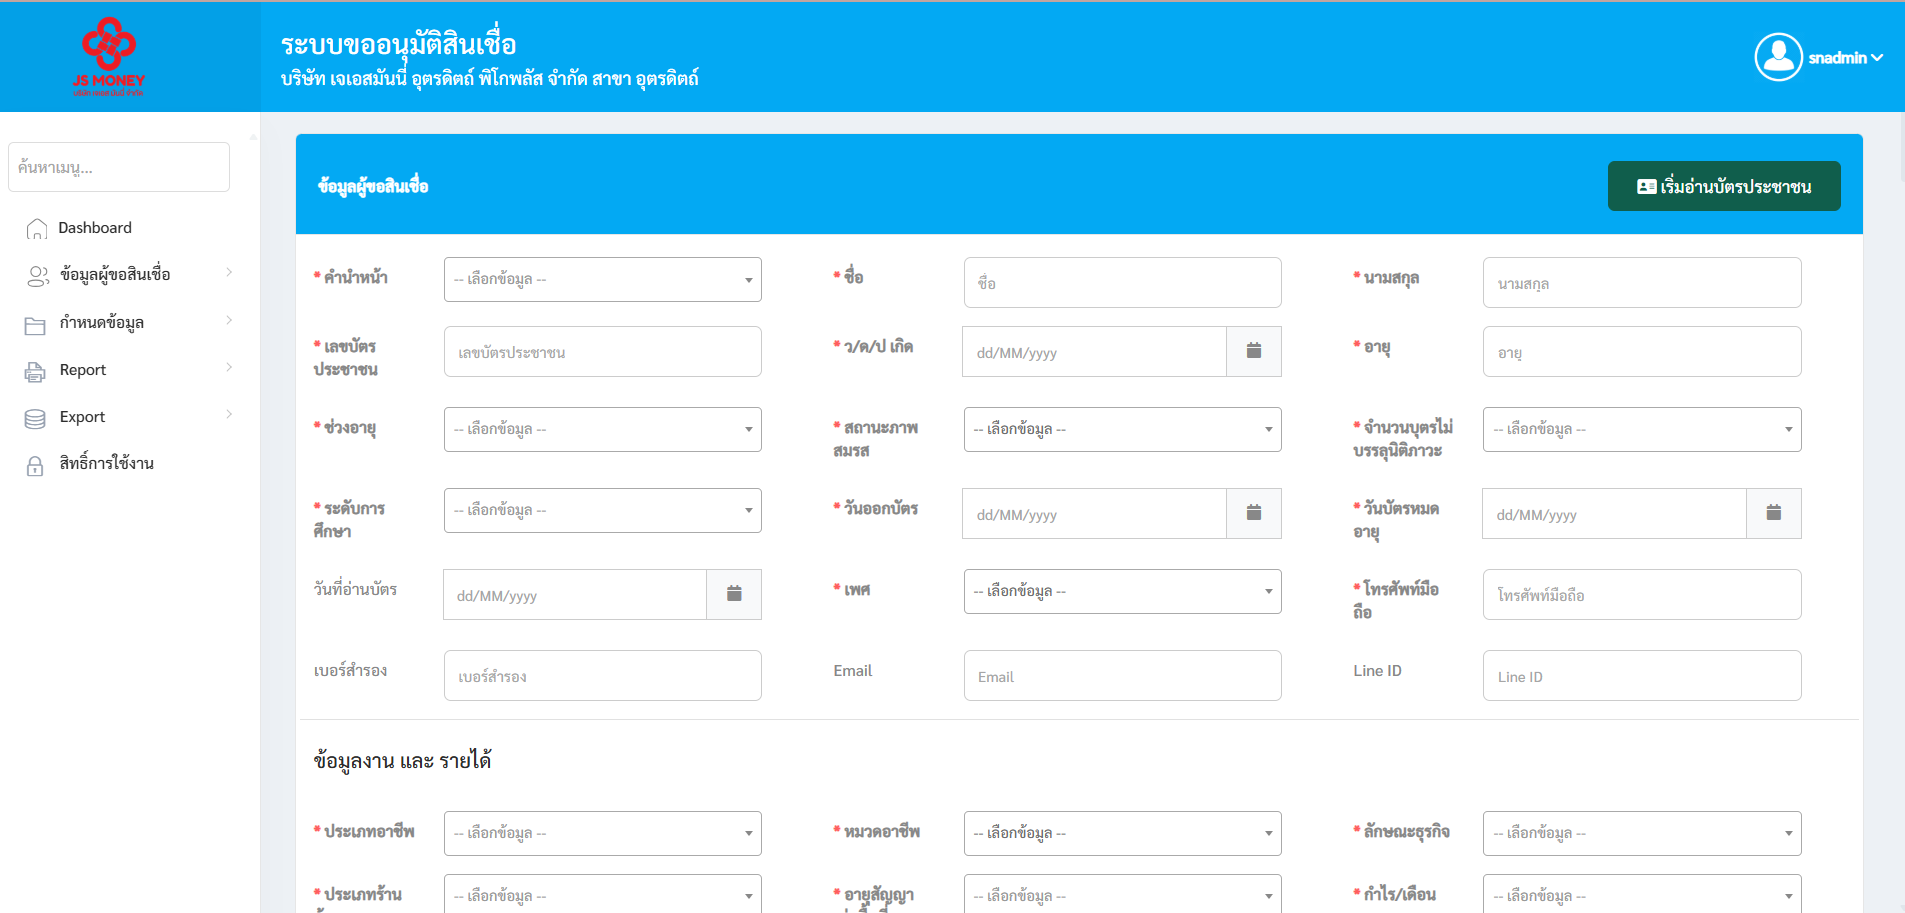 JS MONEY
ระบบขออนุมัติสินเชื่อ
บริษัท เจเอสมันนี่ อุตรดิตถ์ พิโกพลัส จำกัด สาขา อุตรดิตถ์
snadmin
ค้นหาเมนู...
Dashboard
ข้อมูลผู้ขอสินเชื่อ
กำหนดข้อมูล
Report
Export
สิทธิ์การใช้งาน
ข้อมูลผู้ขอสินเชื่อ
เริ่มอ่านบัตรประชาชน
* คำนำหน้า -- เลือกข้อมูล -- * ชื่อ ชื่อ * นามสกุล นามสกุล
* เลขบัตร เลขบัตรประชาชน * ว/ด/ป เกิด dd/MM/yyyy * อายุ อายุ
ประชาชน
* ช่วงอายุ -- เลือกข้อมูล -- * สถานะภาพ -- เลือกข้อมูล -- * จำนวนบุตรไม่ -- เลือกข้อมูล --
สมรส บรรลุนิติภาวะ
* ระดับการ -- เลือกข้อมูล -- * วันออกบัตร dd/MM/yyyy * วันบัตรหมด dd/MM/yyyy
ศึกษา อายุ
วันที่อ่านบัตร dd/MM/yyyy * เพศ -- เลือกข้อมูล -- * โทรศัพท์มือ โทรศัพท์มือถือ
ถือ
เบอร์สำรอง เบอร์สำรอง Email Email Line ID Line ID
ข้อมูลงาน และ รายได้
* ประเภทอาชีพ -- เลือกข้อมูล -- * หมวดอาชีพ -- เลือกข้อมูล -- * ลักษณะธุรกิจ -- เลือกข้อมูล --
* ประเภทร้าน -- เลือกข้อมูล -- * อายุสัญญา -- เลือกข้อมูล -- * กำไร/เดือน -- เลือกข้อมูล --